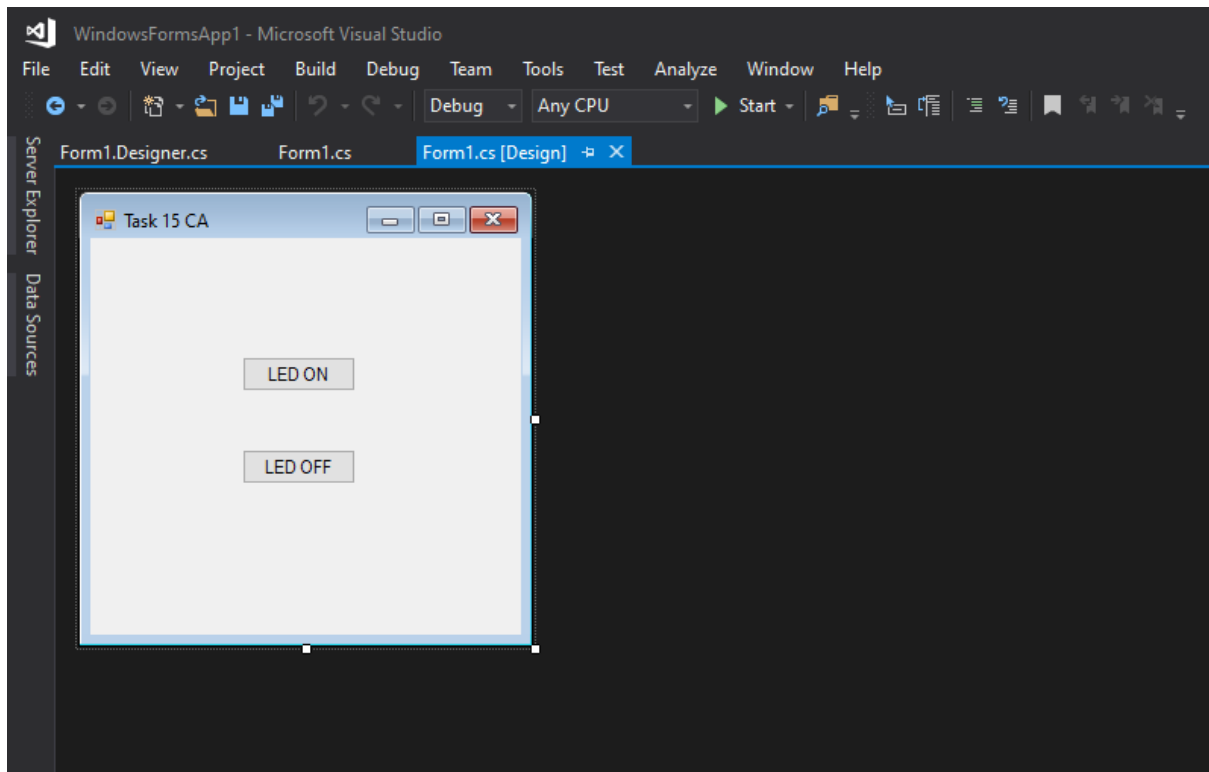 WindowsFormsApp1 - Microsoft Visual Studio
File Edit View Project Build Debug Team Tools Test Analyze Window Help
Debug Any CPU Start
Server Explorer
Data Sources
Form1.Designer.cs Form1.cs Form1.cs [Design]
Task 15 CA
LED ON
LED OFF